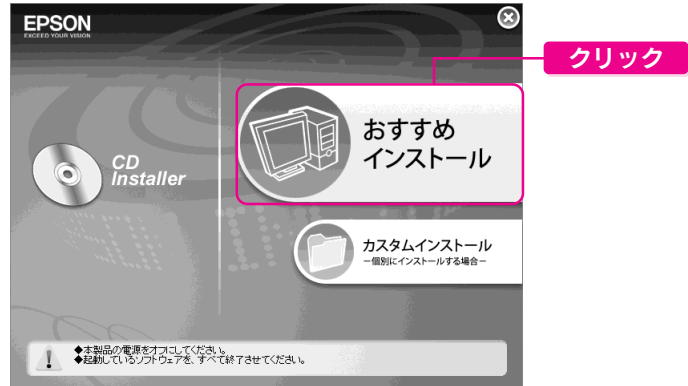 EPSON
EXCEED YOUR VISION
クリック
おすすめ
インストール
CD
Installer
カスタムインストール
－個別にインストールする場合－
◆本製品の電源をオフにしてください。
◆起動しているソフトウェアを、すべて終了させてください。